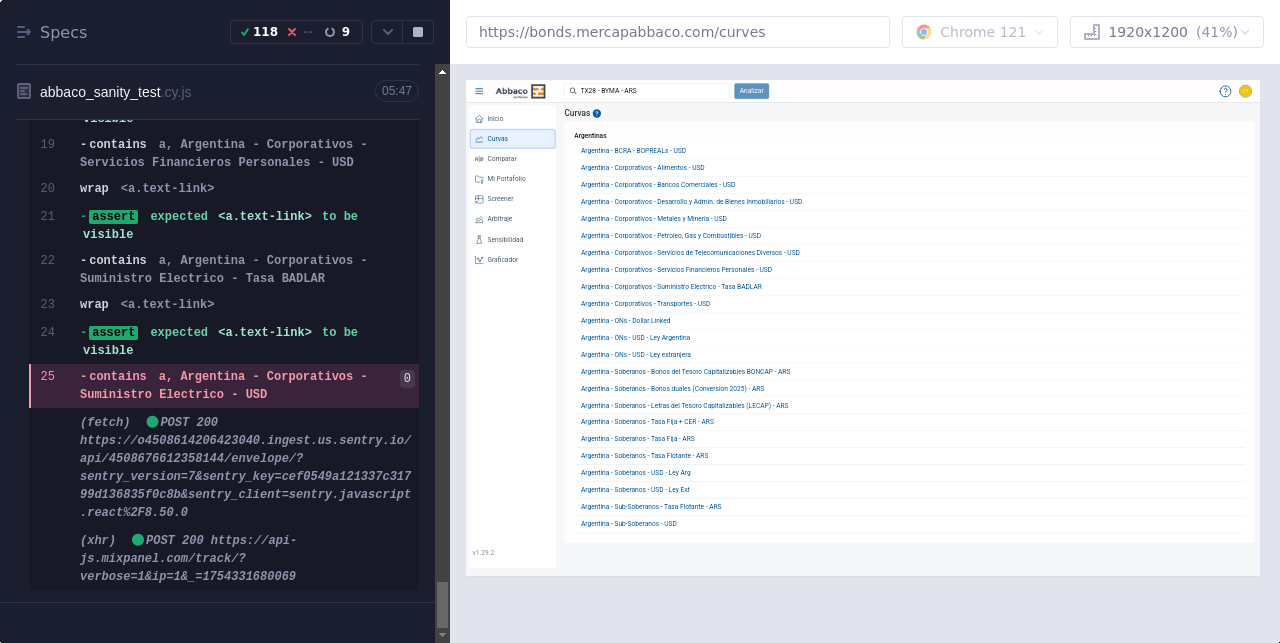 Specs
118
--
9
abbaco_sanity_test.cy.js
05:47
visible
19 -contains a, Argentina - Corporativos -
Servicios Financieros Personales - USD
20 wrap <a.text-link>
21 -assert expected <a.text-link> to be
visible
22 -contains a, Argentina - Corporativos -
Suministro Electrico - Tasa BADLAR
23 wrap <a.text-link>
24 -assert expected <a.text-link> to be
visible
25 -contains a, Argentina - Corporativos - 0
Suministro Electrico - USD
(fetch) POST 200
https://o4508614206423040.ingest.us.sentry.io/
api/4508676612358144/envelope/?
sentry_version=7&sentry_key=cef0549a121337c317
99d136835f0c8b&sentry_client=sentry.javascript
.react%2F8.50.0
(xhr) POST 200 https://api-
js.mixpanel.com/track/?
verbose=1&ip=1&_=1754331680069
https://bonds.mercapabbaco.com/curves
Chrome 121
1920x1200 (41%)
Abbaco
TX28 - BYMA - ARS
Analizar
?
Inicio
Curvas
Comparar
Mi Portafolio
Screener
Arbitraje
Sensibilidad
Graficador
v1.29.2
Curvas ?
Argentinas
Argentina - BCRA - BOPREALs - USD
Argentina - Corporativos - Alimentos - USD
Argentina - Corporativos - Bancos Comerciales - USD
Argentina - Corporativos - Desarrollo y Admin. de Bienes Inmobiliarios - USD
Argentina - Corporativos - Metales y Mineria - USD
Argentina - Corporativos - Petroleo, Gas y Combustibles - USD
Argentina - Corporativos - Servicios de Telecomunicaciones Diversos - USD
Argentina - Corporativos - Servicios Financieros Personales - USD
Argentina - Corporativos - Suministro Electrico - Tasa BADLAR
Argentina - Corporativos - Transportes - USD
Argentina - ONs - Dollar Linked
Argentina - ONs - USD - Ley Argentina
Argentina - ONs - USD - Ley extranjera
Argentina - Soberanos - Bonos del Tesoro Capitalizables BONCAP - ARS
Argentina - Soberanos - Bonos duales (Conversion 2025) - ARS
Argentina - Soberanos - Letras del Tesoro Capitalizables (LECAP) - ARS
Argentina - Soberanos - Tasa Fija + CER - ARS
Argentina - Soberanos - Tasa Fija - ARS
Argentina - Soberanos - Tasa Flotante - ARS
Argentina - Soberanos - USD - Ley Arg
Argentina - Soberanos - USD - Ley Ext
Argentina - Sub-Soberanos - Tasa Flotante - ARS
Argentina - Sub-Soberanos - USD